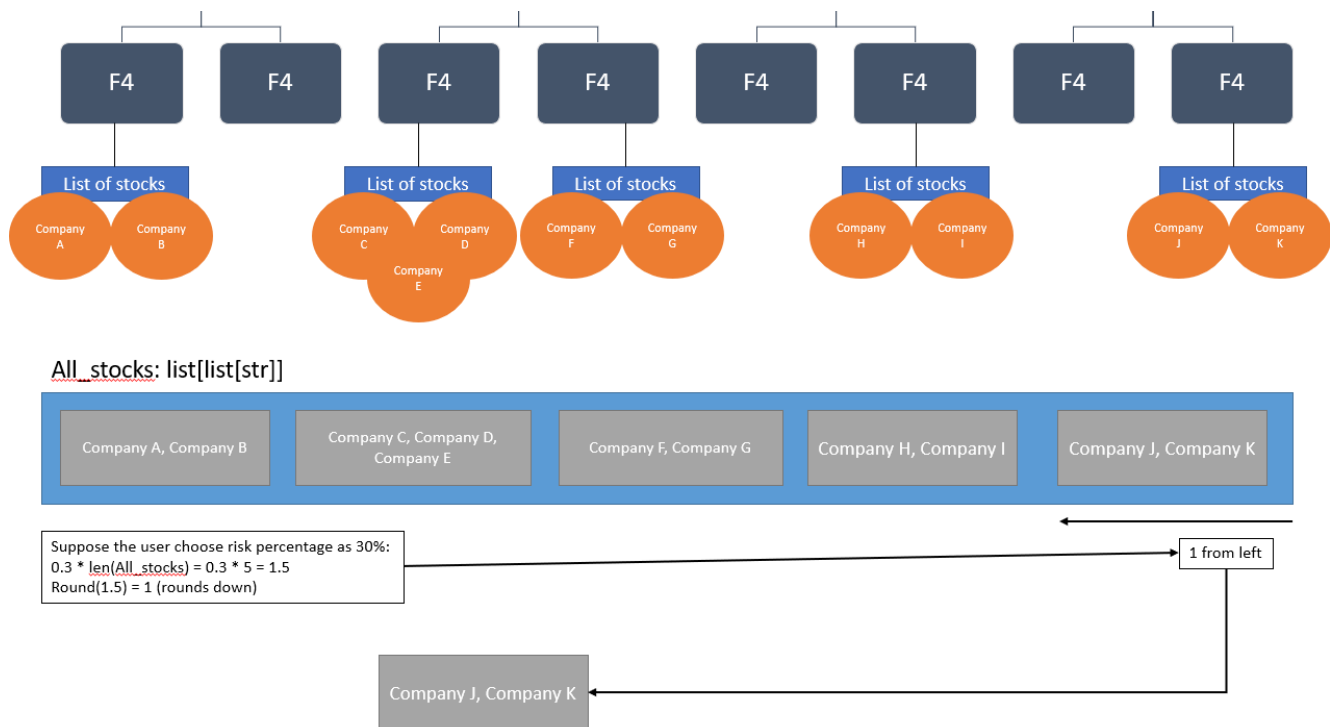 F4
F4
F4
F4
F4
F4
F4
F4
List of stocks
List of stocks
List of stocks
List of stocks
List of stocks
Company
A
Company
B
Company
C
Company
D
Company
E
Company
F
Company
G
Company
H
Company
I
Company
J
Company
K
All_stocks: list[list[str]]
Company A, Company B
Company C, Company D,
Company E
Company F, Company G
Company H, Company I
Company J, Company K
Suppose the user choose risk percentage as 30%:
0.3 * len(All_stocks) = 0.3 * 5 = 1.5
Round(1.5) = 1 (rounds down)
1 from left
Company J, Company K